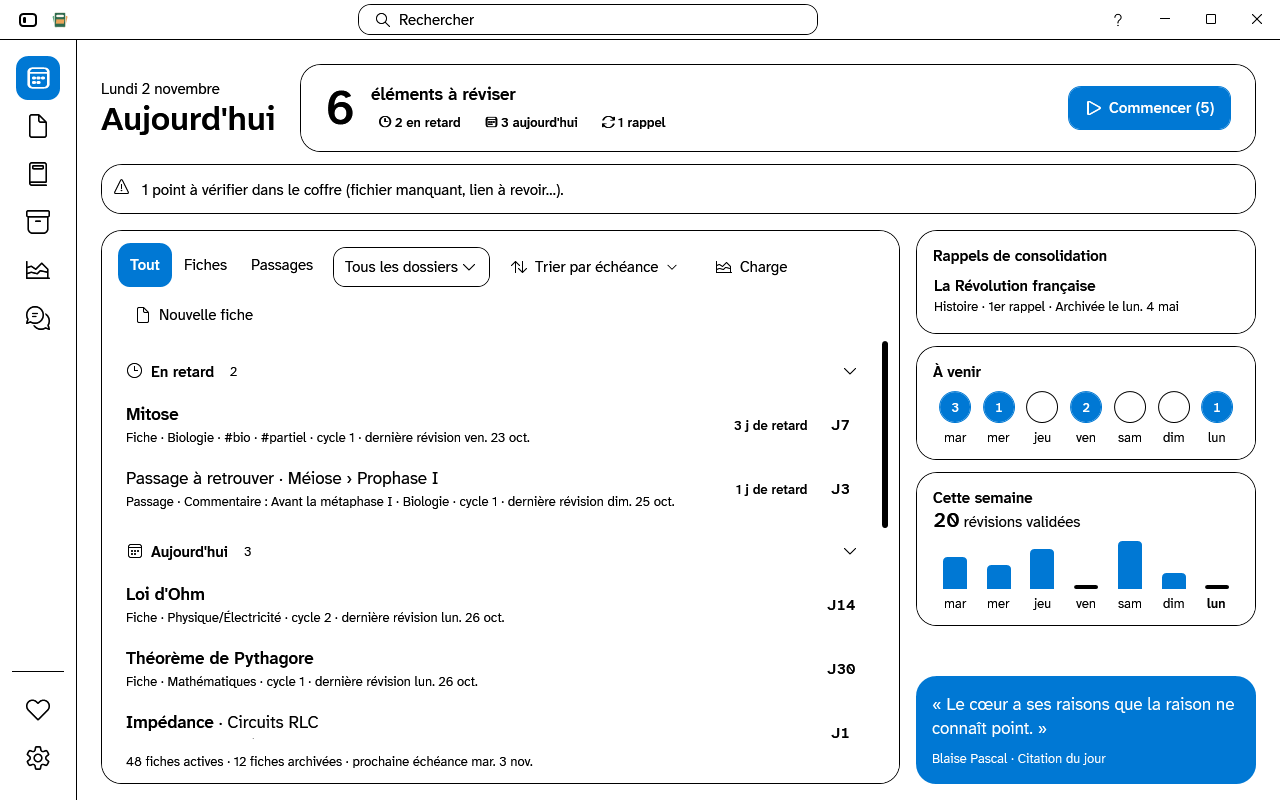 Rechercher
?
Lundi 2 novembre
Aujourd'hui
6
éléments à réviser
2 en retard
3 aujourd'hui
1 rappel
Commencer (5)
1 point à vérifier dans le coffre (fichier manquant, lien à revoir…).
Tout
Fiches
Passages
Tous les dossiers
Trier par échéance
Charge
Nouvelle fiche
En retard 2
Mitose
Fiche · Biologie · #bio · #partiel · cycle 1 · dernière révision ven. 23 oct.
3 j de retard J7
Passage à retrouver · Méiose › Prophase I
Passage · Commentaire : Avant la métaphase I · Biologie · cycle 1 · dernière révision dim. 25 oct.
1 j de retard J3
Aujourd'hui 3
Loi d'Ohm
Fiche · Physique/Électricité · cycle 2 · dernière révision lun. 26 oct.
J14
Théorème de Pythagore
Fiche · Mathématiques · cycle 1 · dernière révision lun. 26 oct.
J30
Impédance · Circuits RLC
J1
48 fiches actives · 12 fiches archivées · prochaine échéance mar. 3 nov.
Rappels de consolidation
La Révolution française
Histoire · 1er rappel · Archivée le lun. 4 mai
À venir
3 1 2 1
mar mer jeu ven sam dim lun
Cette semaine
20 révisions validées
mar mer jeu ven sam dim lun
« Le cœur a ses raisons que la raison ne
connaît point. »
Blaise Pascal · Citation du jour